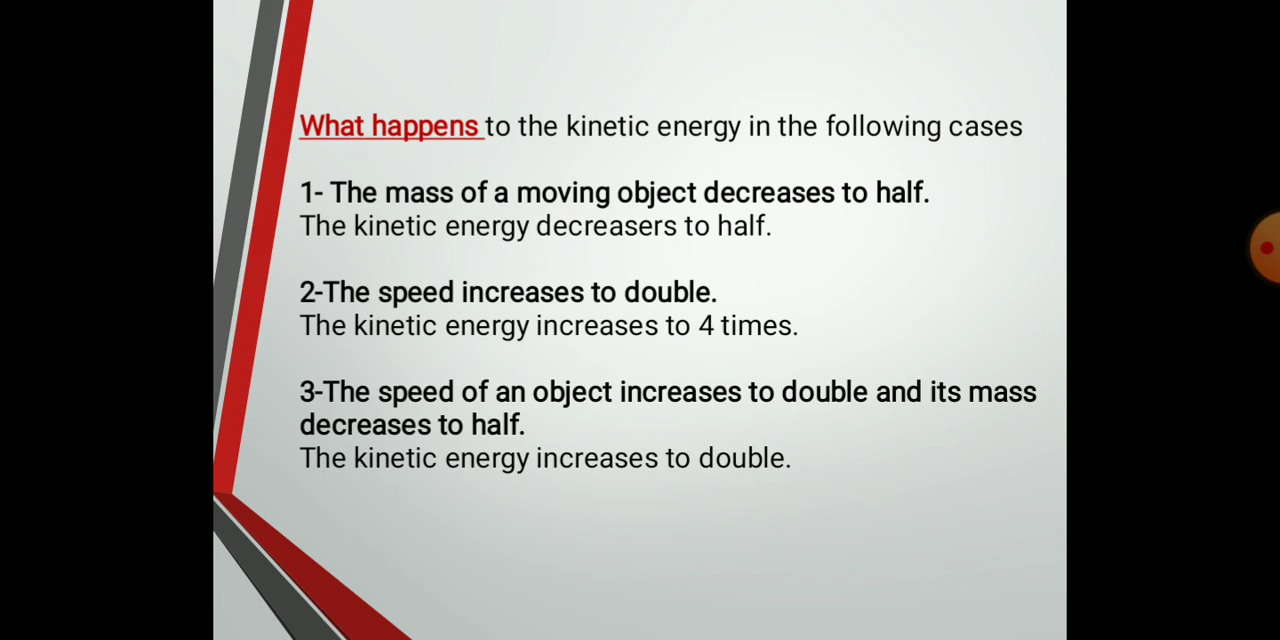 What happens to the kinetic energy in the following cases
1- The mass of a moving object decreases to half.
The kinetic energy decreasers to half.
2-The speed increases to double.
The kinetic energy increases to 4 times.
3-The speed of an object increases to double and its mass
decreases to half.
The kinetic energy increases to double.